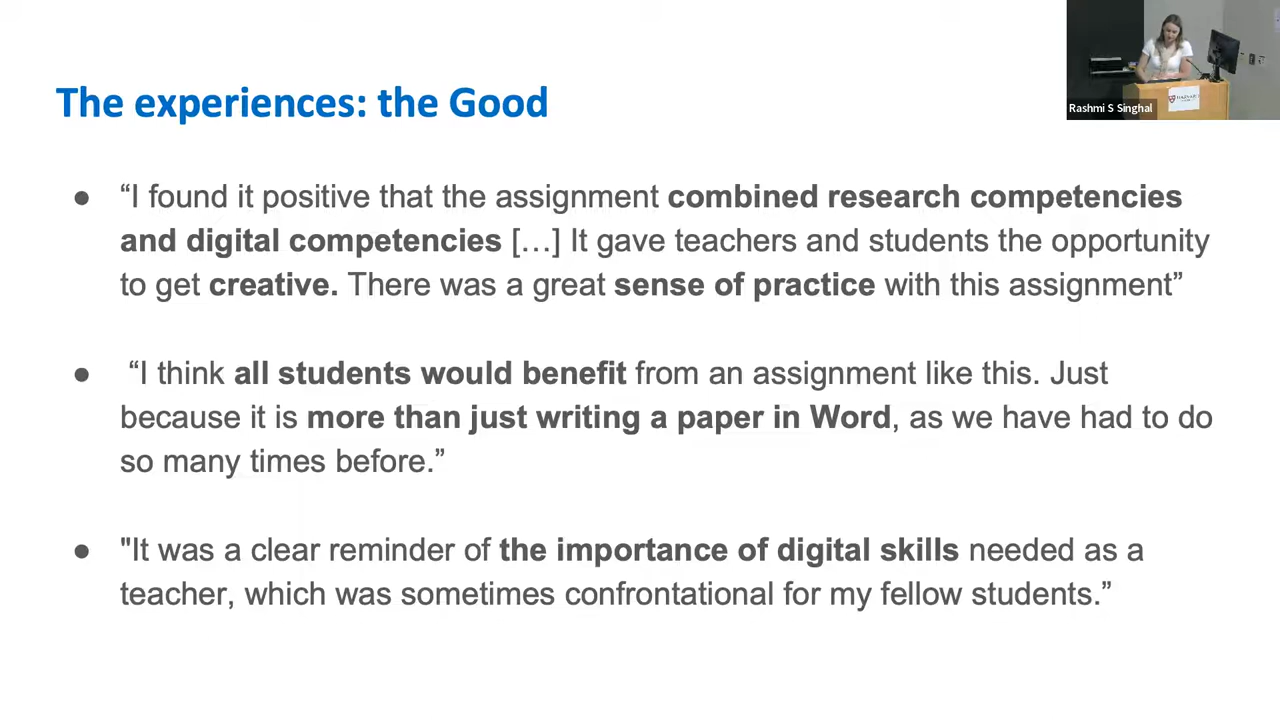 The experiences: the Good
Rashmi S Singhal
HARVARD
● “I found it positive that the assignment combined research competencies
and digital competencies […] It gave teachers and students the opportunity
to get creative. There was a great sense of practice with this assignment”
● “I think all students would benefit from an assignment like this. Just
because it is more than just writing a paper in Word, as we have had to do
so many times before.”
● "It was a clear reminder of the importance of digital skills needed as a
teacher, which was sometimes confrontational for my fellow students.”